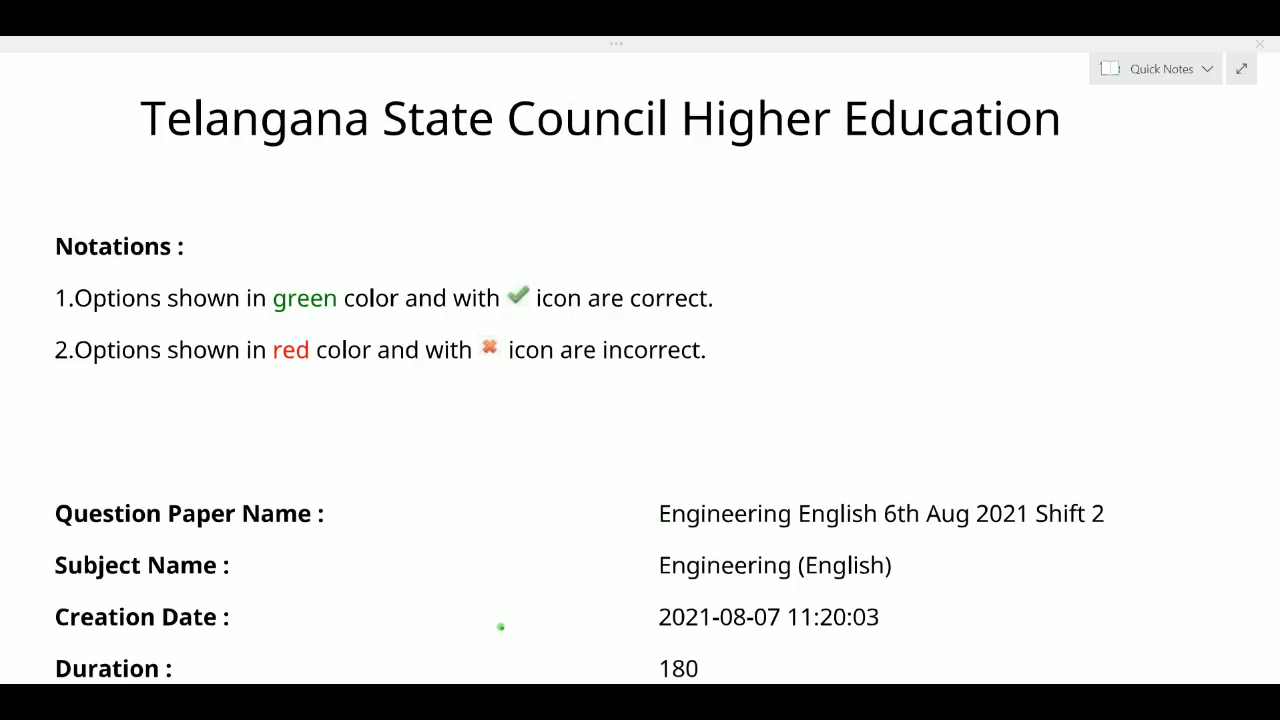 Quick Notes
Telangana State Council Higher Education
Notations :
1.Options shown in green color and with icon are correct.
2.Options shown in red color and with icon are incorrect.
Question Paper Name : Engineering English 6th Aug 2021 Shift 2
Subject Name : Engineering (English)
Creation Date : 2021-08-07 11:20:03
Duration : 180